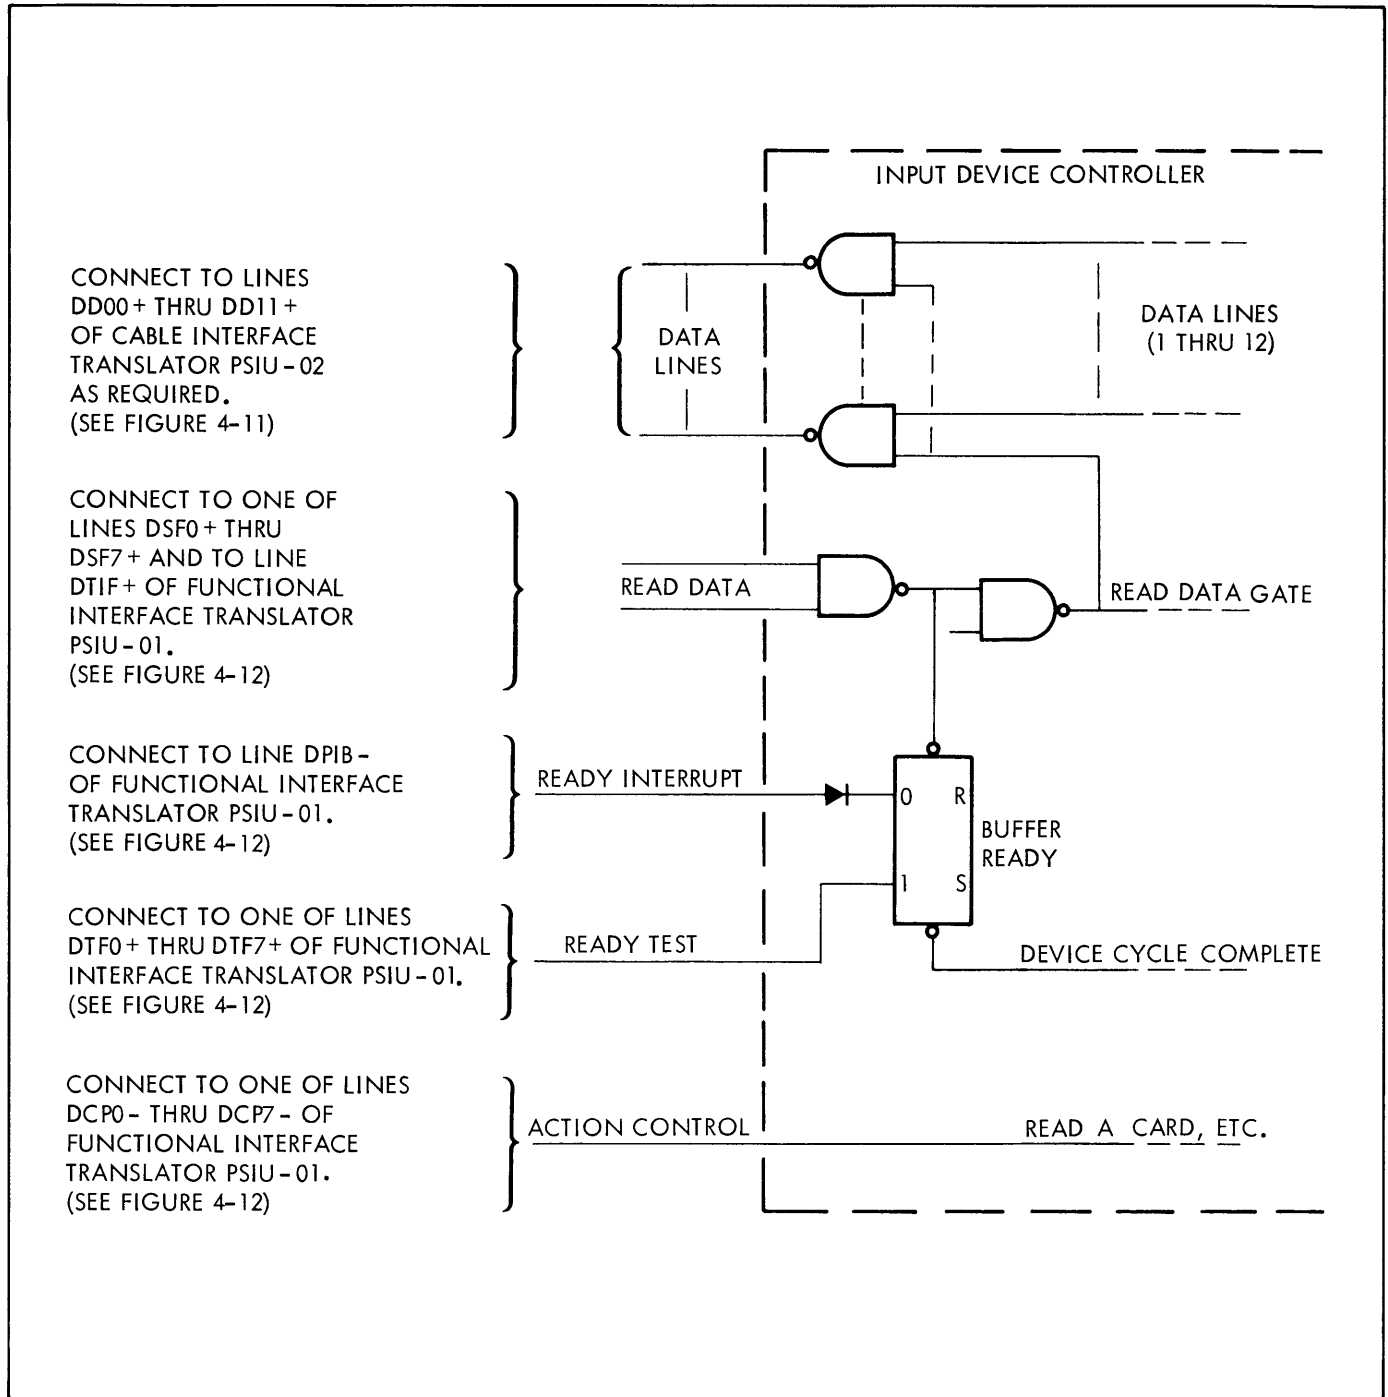 INPUT DEVICE CONTROLLER
CONNECT TO LINES
DD00+ THRU DD11+
OF CABLE INTERFACE
TRANSLATOR PSIU-02
AS REQUIRED.
(SEE FIGURE 4-11)
DATA
LINES
DATA LINES
(1 THRU 12)
CONNECT TO ONE OF
LINES DSF0+ THRU
DSF7+ AND TO LINE
DTIF+ OF FUNCTIONAL
INTERFACE TRANSLATOR
PSIU-01.
(SEE FIGURE 4-12)
READ DATA
READ DATA GATE
CONNECT TO LINE DPIB-
OF FUNCTIONAL INTERFACE
TRANSLATOR PSIU-01.
(SEE FIGURE 4-12)
READY INTERRUPT
0 R
1 S
BUFFER
READY
CONNECT TO ONE OF LINES
DTF0+ THRU DTF7+ OF FUNCTIONAL
INTERFACE TRANSLATOR PSIU-01.
(SEE FIGURE 4-12)
READY TEST
DEVICE CYCLE COMPLETE
CONNECT TO ONE OF LINES
DCP0- THRU DCP7- OF
FUNCTIONAL INTERFACE
TRANSLATOR PSIU-01.
(SEE FIGURE 4-12)
ACTION CONTROL
READ A CARD, ETC.